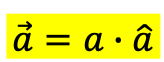 a⃗ = a · â